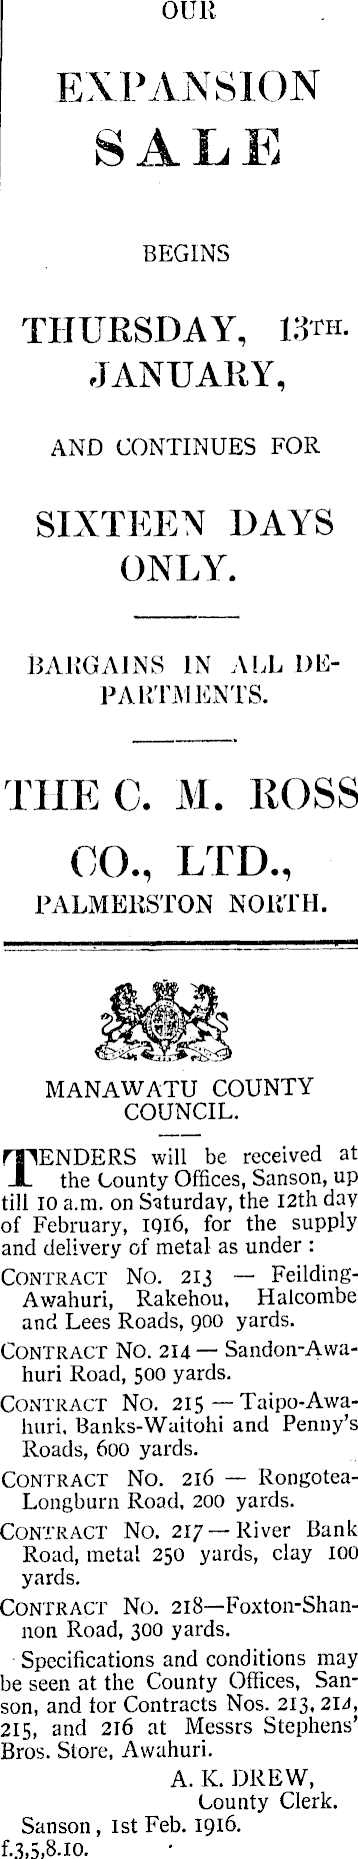 OUR
EXPANSION
SALE
BEGINS
THURSDAY, 13TH.
JANUARY,
AND CONTINUES FOR
SIXTEEN DAYS
ONLY.
BARGAINS IN ALL DE-
PARTMENTS.
THE C. M. ROSS
CO., LTD.,
PALMERSTON NORTH.
MANAWATU COUNTY
COUNCIL.
TENDERS will be received at
the County Offices, Sanson, up
till 10 a.m. on Saturday, the 12th day
of February, 1916, for the supply
and delivery of metal as under :
CONTRACT No. 213 — Feilding-
Awahuri, Rakehou, Halcombe
and Lees Roads, 900 yards.
CONTRACT NO. 214 — Sandon-Awa-
huri Road, 500 yards.
CONTRACT No. 215 — Taipo-Awa-
huri, Banks-Waitohi and Penny's
Roads, 600 yards.
CONTRACT No. 216 — Rongotea-
Longburn Road, 200 yards.
CONTRACT No. 217 — River Bank
Road, metal 250 yards, clay 100
yards.
CONTRACT No. 218—Foxton-Shan-
non Road, 300 yards.
Specifications and conditions may
be seen at the County Offices, San-
son, and for Contracts Nos. 213, 214,
215, and 216 at Messrs Stephens'
Bros. Store, Awahuri.
A. K. DREW,
County Clerk.
Sanson, 1st Feb. 1916.
f.3,5,8.10.